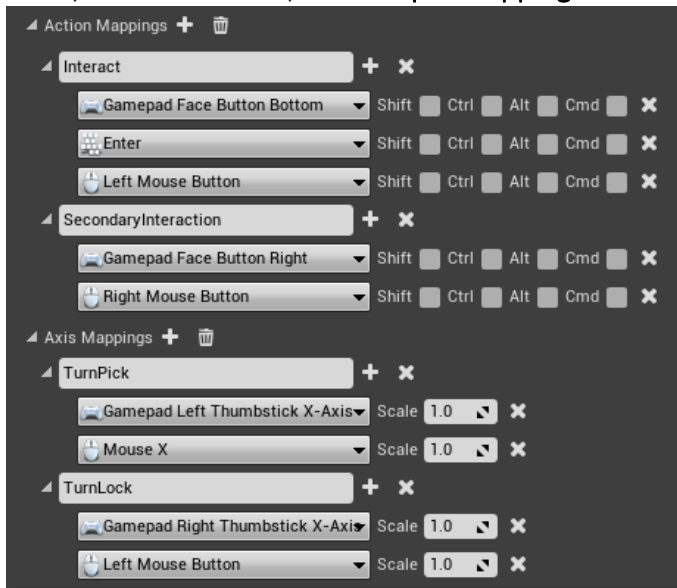 Action Mappings
Interact
Gamepad Face Button Bottom Shift Ctrl Alt Cmd
Enter Shift Ctrl Alt Cmd
Left Mouse Button Shift Ctrl Alt Cmd
SecondaryInteraction
Gamepad Face Button Right Shift Ctrl Alt Cmd
Right Mouse Button Shift Ctrl Alt Cmd
Axis Mappings
TurnPick
Gamepad Left Thumbstick X-Axis Scale 1.0
Mouse X Scale 1.0
TurnLock
Gamepad Right Thumbstick X-Axis Scale 1.0
Left Mouse Button Scale 1.0